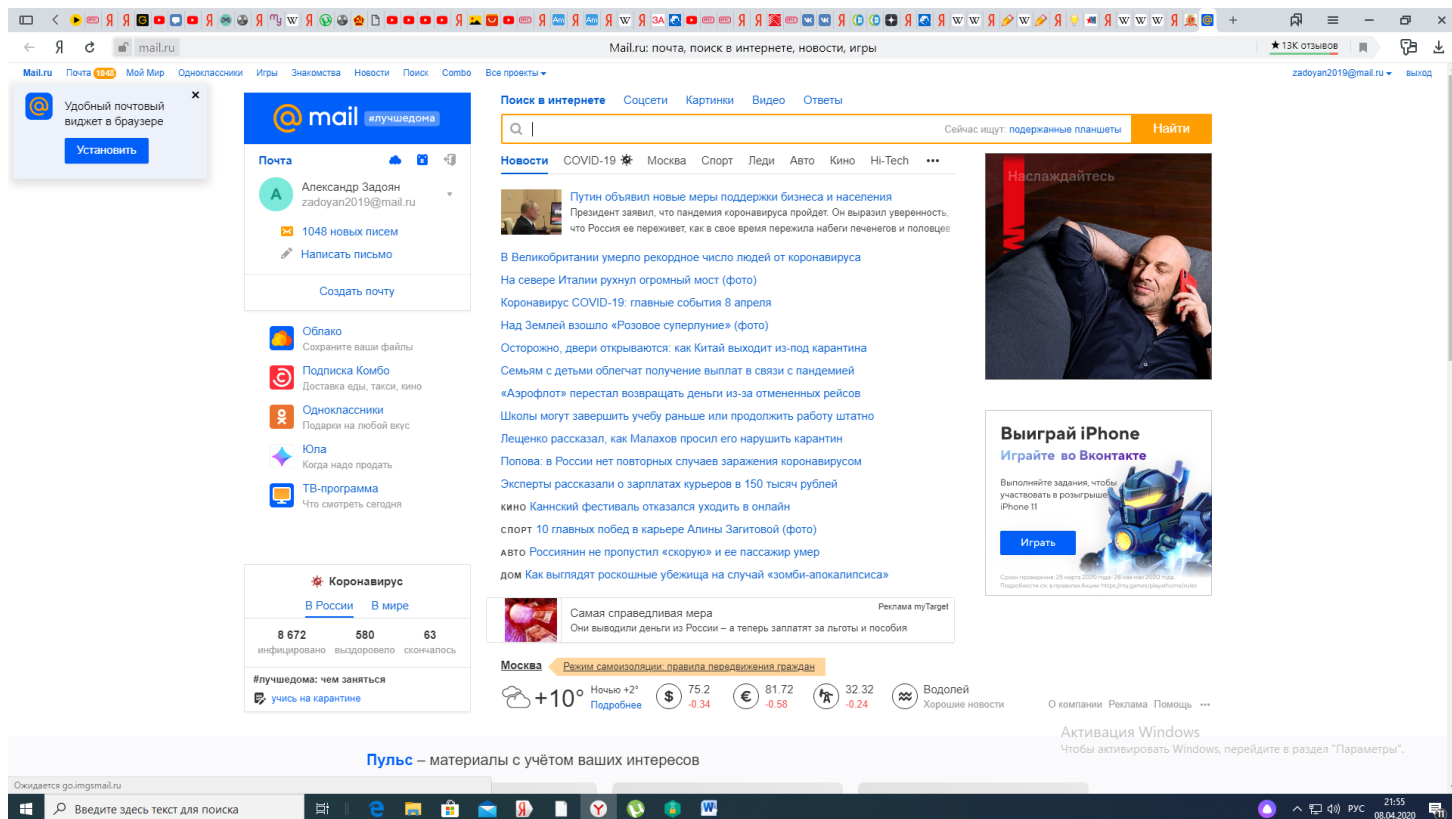 mail.ru
Mail.ru: почта, поиск в интернете, новости, игры
★ 13K отзывов
Mail.ru Почта 1048 Мой Мир Одноклассники Игры Знакомства Новости Поиск Combo Все проекты
zadoyan2019@mail.ru выход
Удобный почтовый
виджет в браузере
Установить
@ mail #лучшедома
Почта
А
Александр Задоян
zadoyan2019@mail.ru
1048 новых писем
Написать письмо
Создать почту
Облако
Сохраните ваши файлы
Подписка Комбо
Доставка еды, такси, кино
Одноклассники
Подарки на любой вкус
Юла
Когда надо продать
ТВ-программа
Что смотреть сегодня
Коронавирус
В России В мире
8 672 580 63
инфицировано выздоровело скончалось
#лучшедома: чем заняться
учись на карантине
Поиск в интернете Соцсети Картинки Видео Ответы
Сейчас ищут: подержанные планшеты
Найти
Новости COVID-19 Москва Спорт Леди Авто Кино Hi-Tech •••
Путин объявил новые меры поддержки бизнеса и населения
Президент заявил, что пандемия коронавируса пройдет. Он выразил уверенность,
что Россия ее переживет, как в свое время пережила набеги печенегов и половцев
В Великобритании умерло рекордное число людей от коронавируса
На севере Италии рухнул огромный мост (фото)
Коронавирус COVID-19: главные события 8 апреля
Над Землей взошло «Розовое суперлуние» (фото)
Осторожно, двери открываются: как Китай выходит из-под карантина
Семьям с детьми облегчат получение выплат в связи с пандемией
«Аэрофлот» перестал возвращать деньги из-за отмененных рейсов
Школы могут завершить учебу раньше или продолжить работу штатно
Лещенко рассказал, как Малахов просил его нарушить карантин
Попова: в России нет повторных случаев заражения коронавирусом
Эксперты рассказали о зарплатах курьеров в 150 тысяч рублей
КИНО Каннский фестиваль отказался уходить в онлайн
СПОРТ 10 главных побед в карьере Алины Загитовой (фото)
АВТО Россиянин не пропустил «скорую» и ее пассажир умер
ДОМ Как выглядят роскошные убежища на случай «зомби-апокалипсиса»
Самая справедливая мера
Реклама myTarget
Они выводили деньги из России – а теперь заплатят за льготы и пособия
Москва Режим самоизоляции: правила передвижения граждан
+10° Ночью +2° Подробнее
$ 75.2 -0.34
€ 81.72 -0.58
32.32 -0.24
Водолей
Хорошие новости
Наслаждайтесь
Выиграй iPhone
Играйте во Вконтакте
Выполняйте задания, чтобы
участвовать в розыгрыше
iPhone 11
Играть
О компании Реклама Помощь •••
Активация Windows
Чтобы активировать Windows, перейдите в раздел "Параметры".
Пульс – материалы с учётом ваших интересов
Ожидается go.imgsmail.ru
Введите здесь текст для поиска
РУС
21:55
08.04.2020